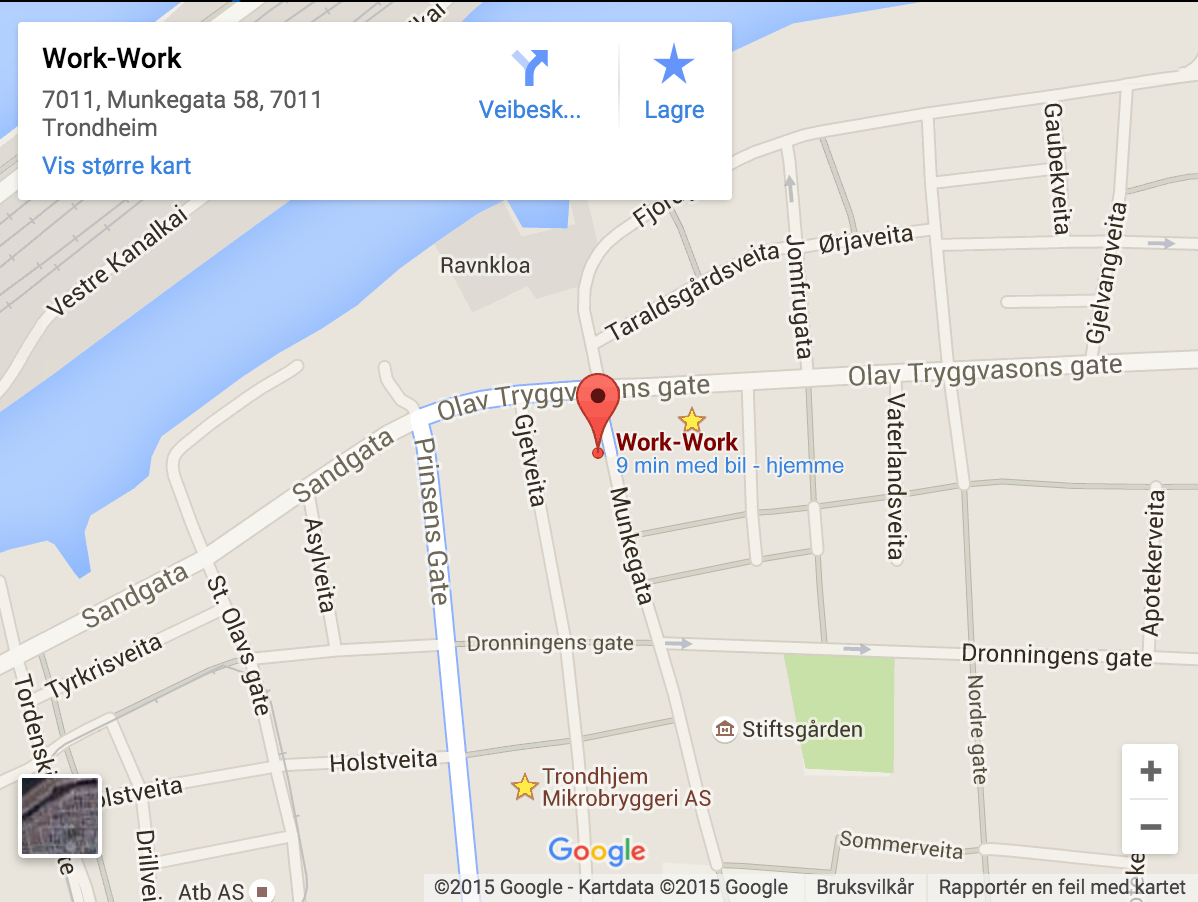 Work-Work
7011, Munkegata 58, 7011
Trondheim
Vis større kart
Veibesk...
Lagre
Vestre Kanalkai
Ravnkloa
Taraldsgårdsveita
Jomfrugata
Ørjaveita
Gaubekveita
Gjelvangveita
Olav Tryggvasons gate
Sandgata
Prinsens Gate
Gjetveita
Work-Work
9 min med bil - hjemme
Munkegata
Vaterlandsveita
Apotekerveita
Asylveita
Sandgata
St. Olavs gate
Tyrkrisveita
Dronningens gate
Dronningens gate
Nordre gate
Stiftsgården
Holstveita
Trondhjem
Mikrobryggeri AS
Drillvei
Sommerveita
Atb AS
Google
©2015 Google - Kartdata ©2015 Google
Bruksvilkår
Rapportér en feil med kartet